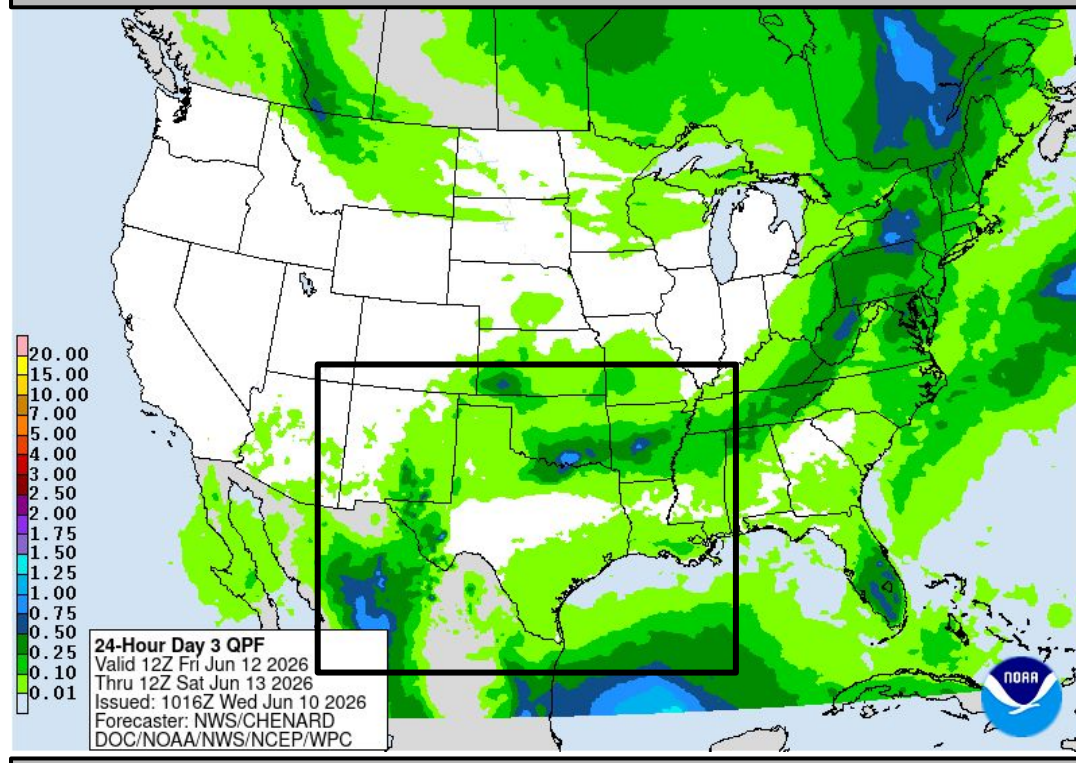 20.00
15.00
10.00
7.00
5.00
4.00
3.00
2.50
2.00
1.75
1.50
1.25
1.00
0.75
0.50
0.25
0.10
0.01
24-Hour Day 3 QPF
Valid 12Z Fri Jun 12 2026
Thru 12Z Sat Jun 13 2026
Issued: 1016Z Wed Jun 10 2026
Forecaster: NWS/CHENARD
DOC/NOAA/NWS/NCEP/WPC
NOAA